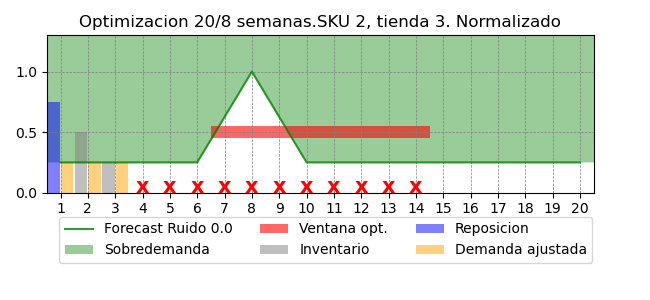 Optimizacion 20/8 semanas.SKU 2, tienda 3. Normalizado
1.0
0.5
0.0
X X X X X X X X X X X
1 2 3 4 5 6 7 8 9 10 11 12 13 14 15 16 17 18 19 20
Forecast Ruido 0.0 Ventana opt. Reposicion
Sobredemanda Inventario Demanda ajustada